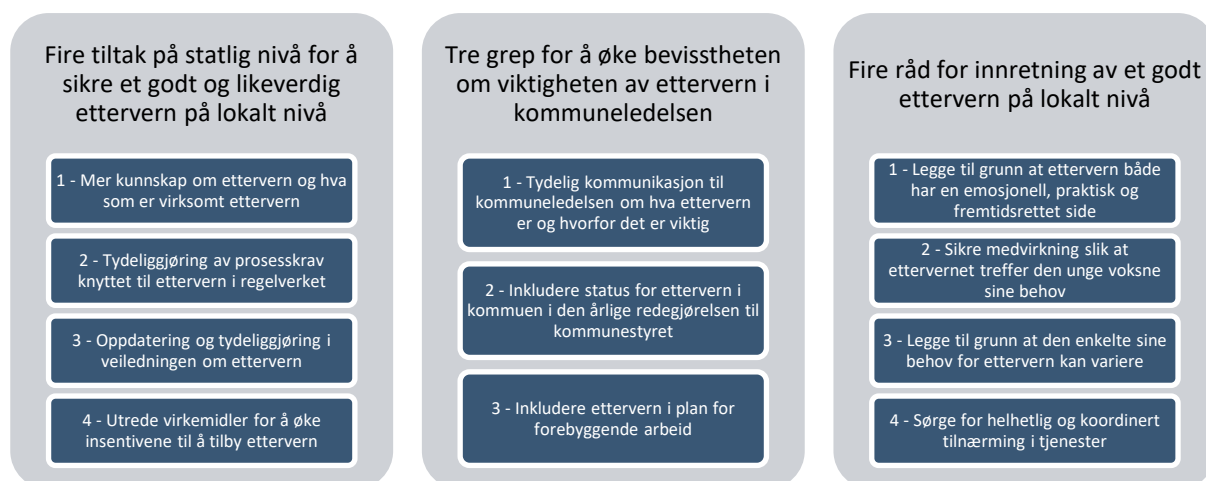 Fire tiltak på statlig nivå for å
sikre et godt og likeverdig
ettervern på lokalt nivå
1 - Mer kunnskap om ettervern og hva
som er virksomt ettervern
2 - Tydeliggjøring av prosesskrav
knyttet til ettervern i regelverket
3 - Oppdatering og tydeliggjøring i
veiledningen om ettervern
4 - Utrede virkemidler for å øke
insentivene til å tilby ettervern
Tre grep for å øke bevisstheten
om viktigheten av ettervern i
kommuneledelsen
1 - Tydelig kommunikasjon til
kommuneledelsen om hva ettervern
er og hvorfor det er viktig
2 - Inkludere status for ettervern i
kommuen i den årlige redegjørelsen til
kommunestyret
3 - Inkludere ettervern i plan for
forebyggende arbeid
Fire råd for innretning av et godt
ettervern på lokalt nivå
1 - Legge til grunn at ettervern både
har en emosjonell, praktisk og
fremtidsrettet side
2 - Sikre medvirkning slik at
ettervernet treffer den unge voksne
sine behov
3 - Legge til grunn at den enkelte sine
behov for ettervern kan variere
4 - Sørge for helhetlig og koordinert
tilnærming i tjenester